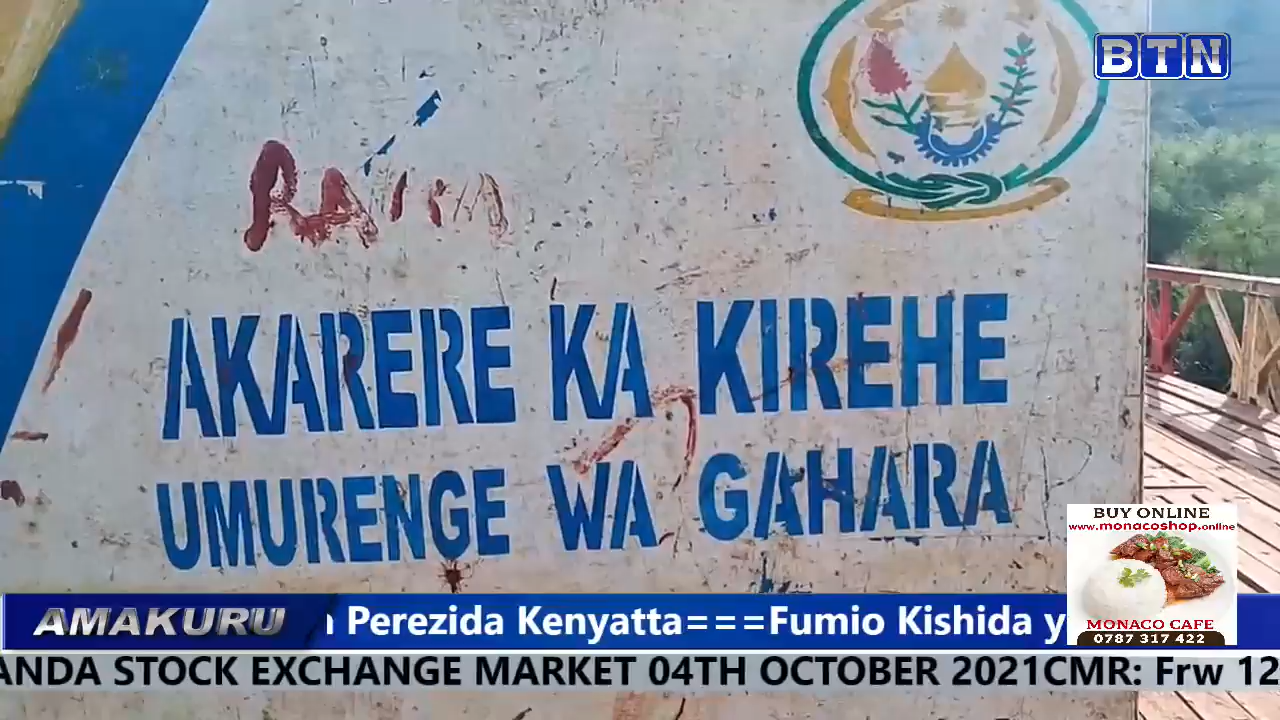 BTN
AKARERE KA KIREHE
UMURENGE WA GAHARA
BUY ONLINE
www.monacoshop.online
MONACO CAFE
0787 317 422
AMAKURU
Perezida Kenyatta===Fumio Kishida y
ANDA STOCK EXCHANGE MARKET 04TH OCTOBER 2021CMR: Frw 12